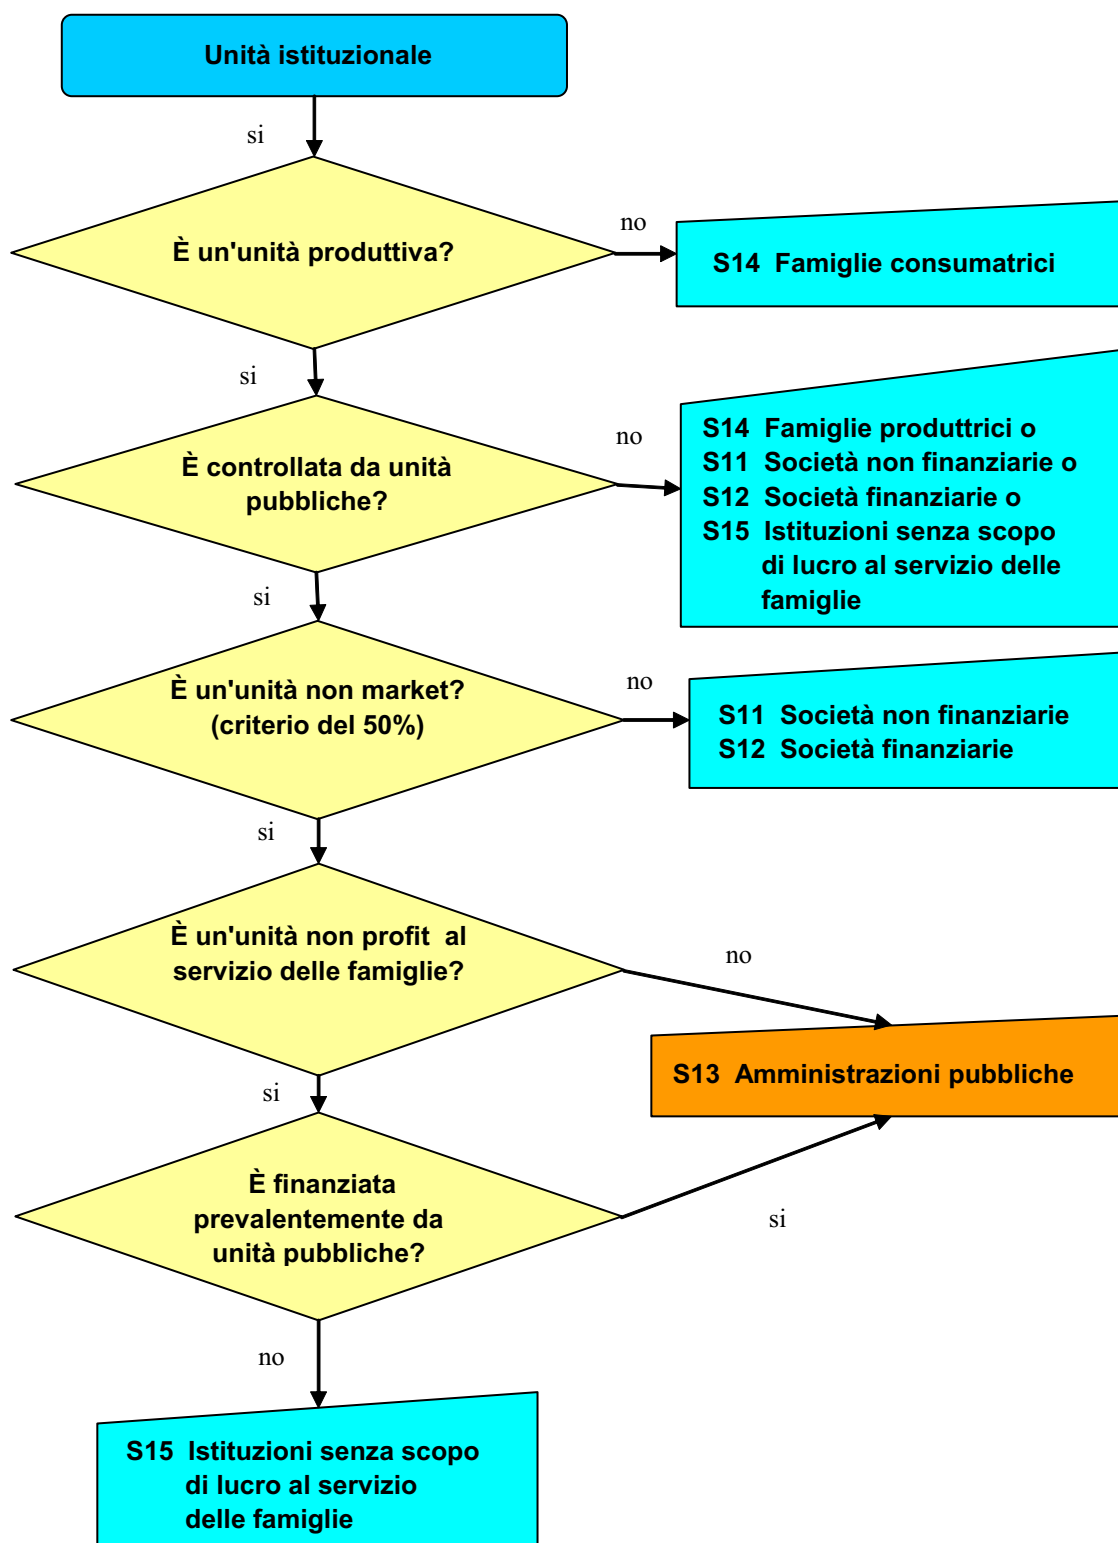 Unità istituzionale
si
È un'unità produttiva?
no
S14 Famiglie consumatrici
si
È controllata da unità
pubbliche?
no
S14 Famiglie produttrici o
S11 Società non finanziarie o
S12 Società finanziarie o
S15 Istituzioni senza scopo
di lucro al servizio delle
famiglie
si
È un'unità non market?
(criterio del 50%)
no
S11 Società non finanziarie
S12 Società finanziarie
si
È un'unità non profit al
servizio delle famiglie?
no
S13 Amministrazioni pubbliche
si
È finanziata
prevalentemente da
unità pubbliche?
si
no
S15 Istituzioni senza scopo
di lucro al servizio
delle famiglie